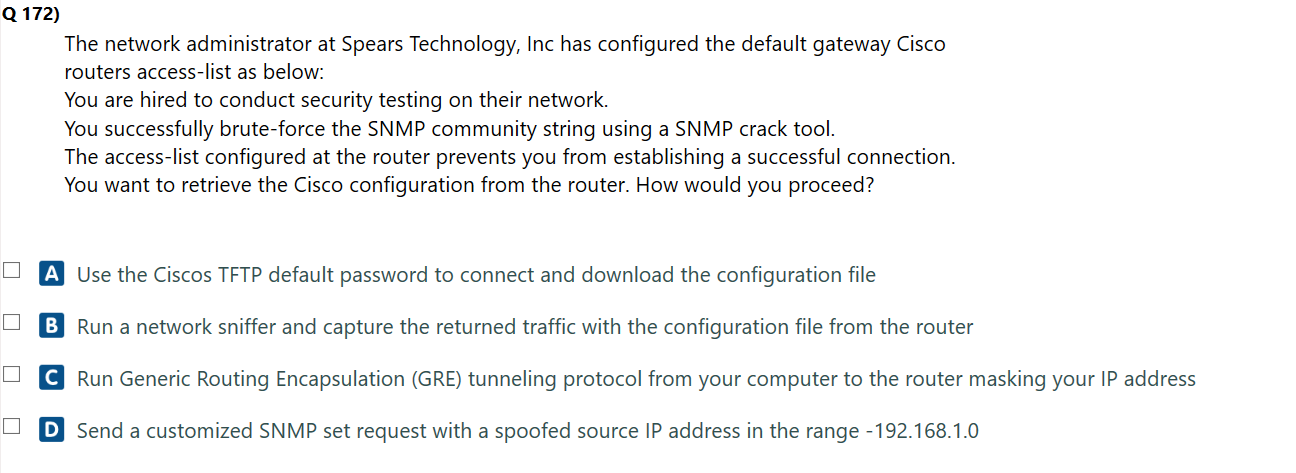 Q 172)
The network administrator at Spears Technology, Inc has configured the default gateway Cisco
routers access-list as below:
You are hired to conduct security testing on their network.
You successfully brute-force the SNMP community string using a SNMP crack tool.
The access-list configured at the router prevents you from establishing a successful connection.
You want to retrieve the Cisco configuration from the router. How would you proceed?
A Use the Ciscos TFTP default password to connect and download the configuration file
B Run a network sniffer and capture the returned traffic with the configuration file from the router
C Run Generic Routing Encapsulation (GRE) tunneling protocol from your computer to the router masking your IP address
D Send a customized SNMP set request with a spoofed source IP address in the range -192.168.1.0